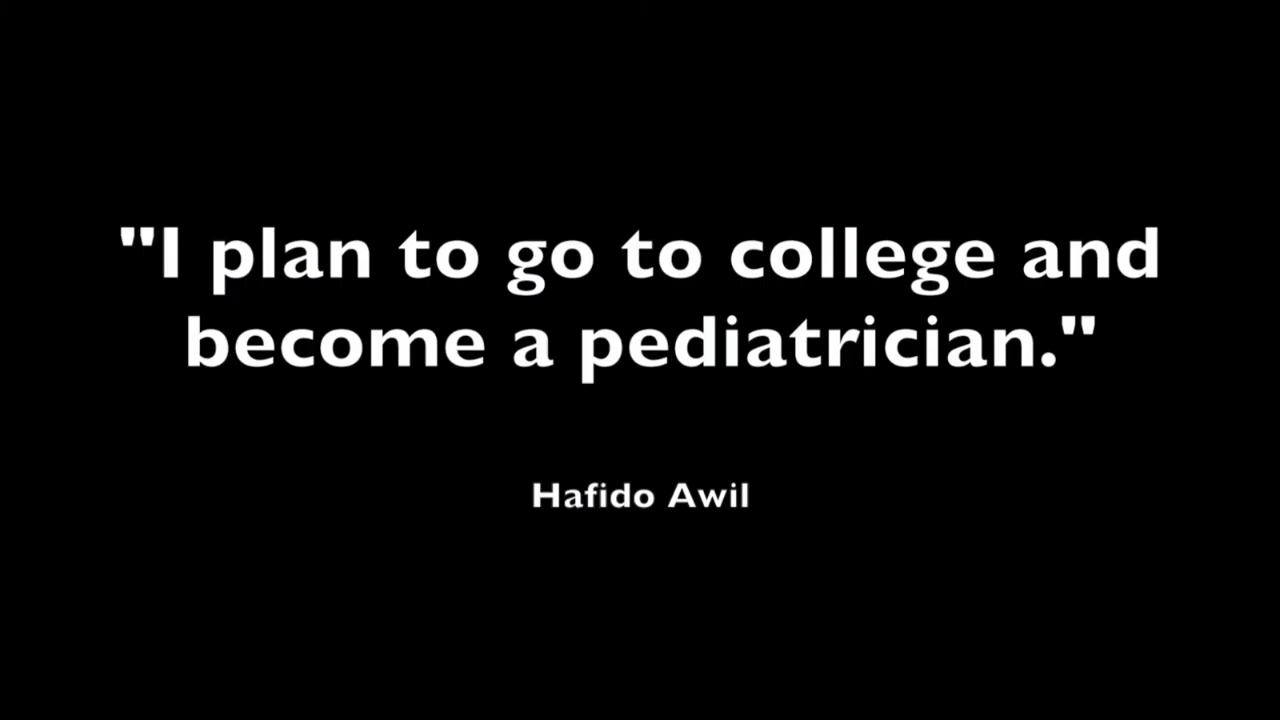 "I plan to go to college and
become a pediatrician."
Hafido Awil